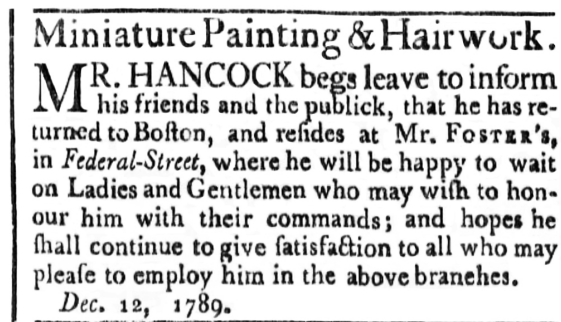 Miniature Painting & Hairwork.
MR. HANCOCK begs leave to inform
his friends and the publick, that he has re-
turned to Boſton, and reſides at Mr. FOSTER's,
in Federal-Street, where he will be happy to wait
on Ladies and Gentlemen who may wiſh to hon-
our him with their commands; and hopes he
ſhall continue to give ſatisfaction to all who may
pleaſe to employ him in the above branehes.
Dec. 12, 1789.